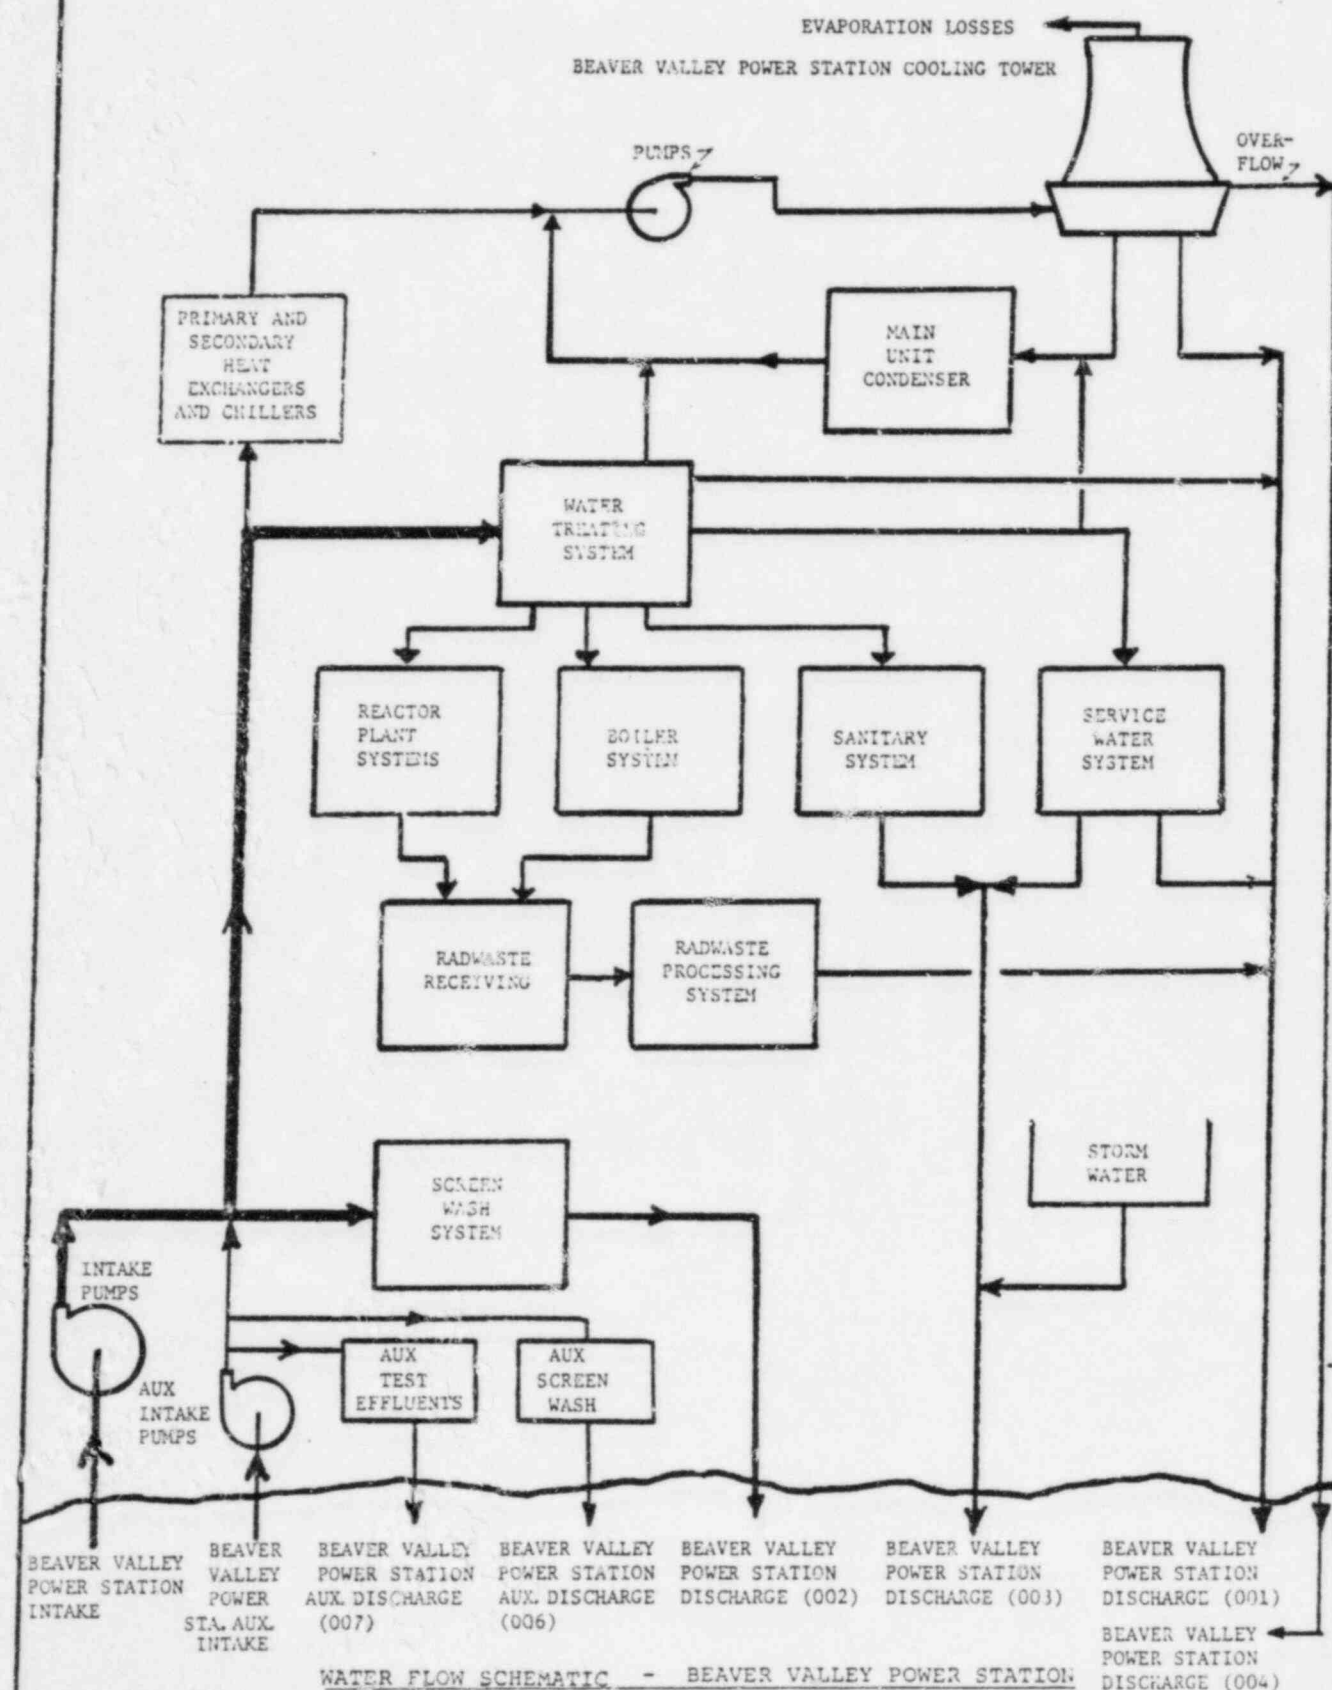 EVAPORATION LOSSES
BEAVER VALLEY POWER STATION COOLING TOWER
PUMPS
OVER-
FLOW
PRIMARY AND
SECONDARY
HEAT
EXCHANGERS
AND CHILLERS
MAIN
UNIT
CONDENSER
WATER
TREATING
SYSTEM
REACTOR
PLANT
SYSTEMS
BOILER
SYSTEM
SANITARY
SYSTEM
SERVICE
WATER
SYSTEM
RADWASTE
RECEIVING
RADWASTE
PROCESSING
SYSTEM
SCREEN
WASH
SYSTEM
STORM
WATER
INTAKE
PUMPS
AUX
INTAKE
PUMPS
AUX
TEST
EFFLUENTS
AUX
SCREEN
WASH
BEAVER VALLEY
POWER STATION
INTAKE
BEAVER
VALLEY
POWER
STA. AUX.
INTAKE
BEAVER VALLEY
POWER STATION
AUX. DISCHARGE
(007)
BEAVER VALLEY
POWER STATION
AUX. DISCHARGE
(006)
BEAVER VALLEY
POWER STATION
DISCHARGE (002)
BEAVER VALLEY
POWER STATION
DISCHARGE (003)
BEAVER VALLEY
POWER STATION
DISCHARGE (001)
BEAVER VALLEY
POWER STATION
DISCHARGE (004)
WATER FLOW SCHEMATIC - BEAVER VALLEY POWER STATION